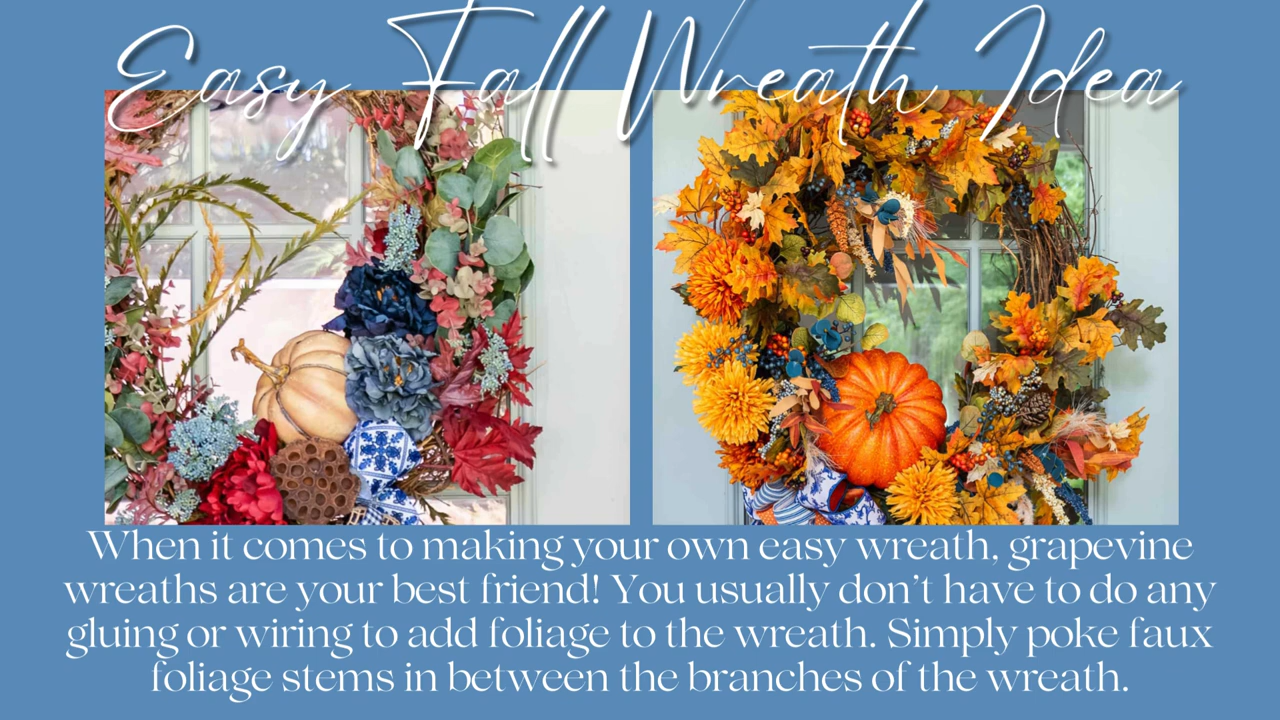 Easy Fall Wreath Idea
When it comes to making your own easy wreath, grapevine
wreaths are your best friend! You usually don't have to do any
gluing or wiring to add foliage to the wreath. Simply poke faux
foliage stems in between the branches of the wreath.